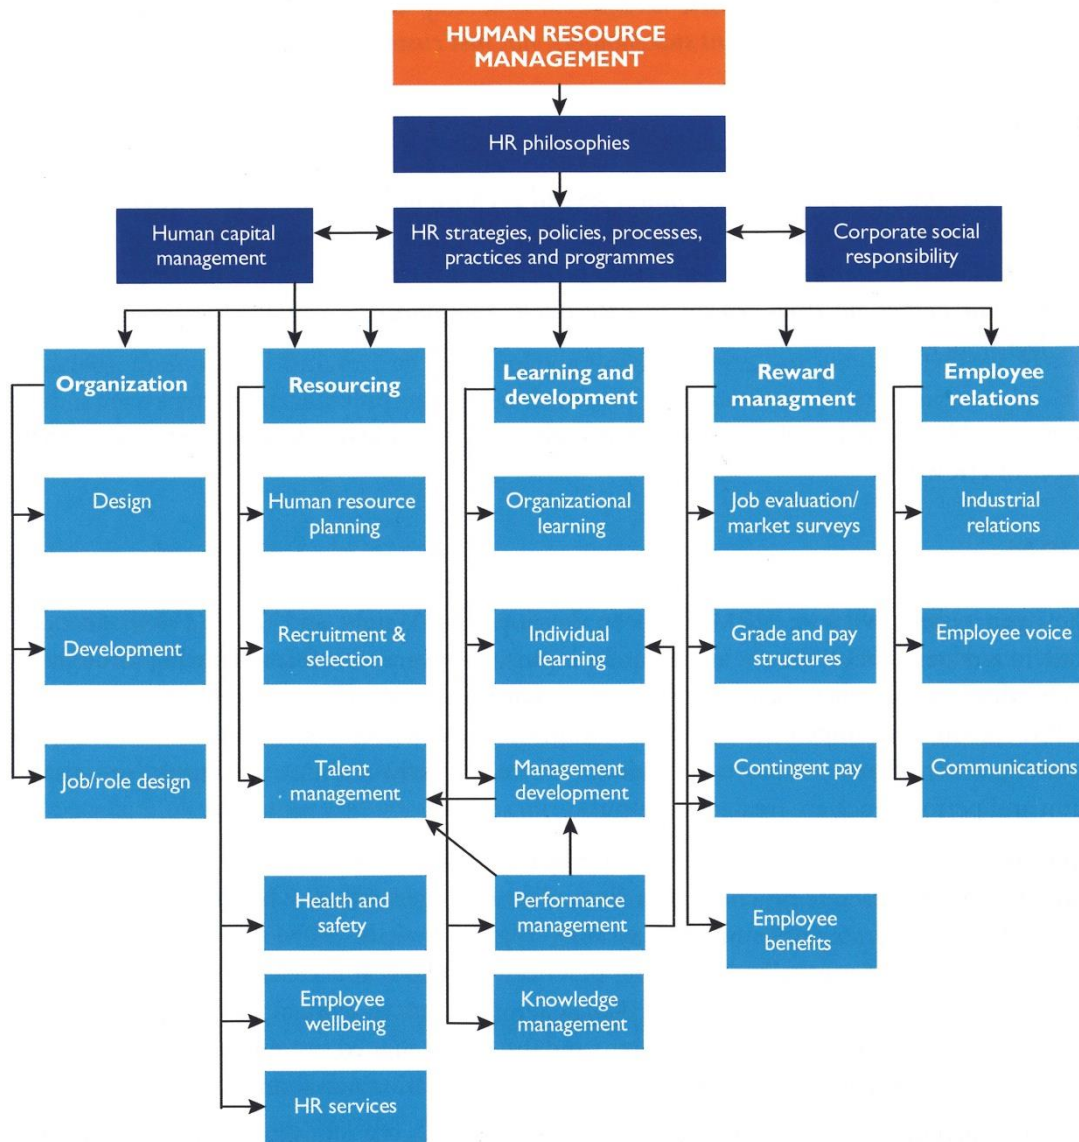 HUMAN RESOURCE
MANAGEMENT
HR philosophies
Human capital
management
HR strategies, policies, processes,
practices and programmes
Corporate social
responsibility
Organization
Resourcing
Learning and
development
Reward
managment
Employee
relations
Design
Human resource
planning
Organizational
learning
Job evaluation/
market surveys
Industrial
relations
Development
Recruitment &
selection
Individual
learning
Grade and pay
structures
Employee voice
Job/role design
Talent
management
Management
development
Contingent pay
Communications
Health and
safety
Performance
management
Employee
benefits
Employee
wellbeing
Knowledge
management
HR services